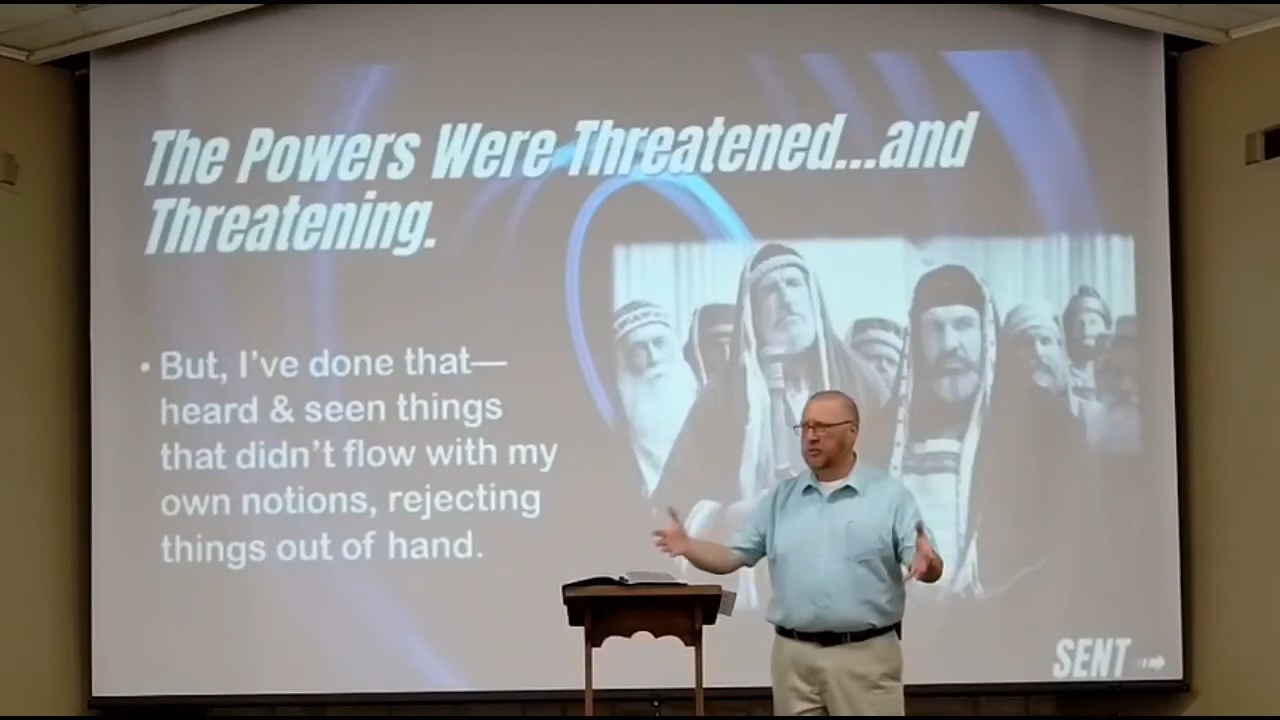 The Powers Were Threatened...and
Threatening.
• But, I've done that—
heard & seen things
that didn't flow with my
own notions, rejecting
things out of hand.
SENT